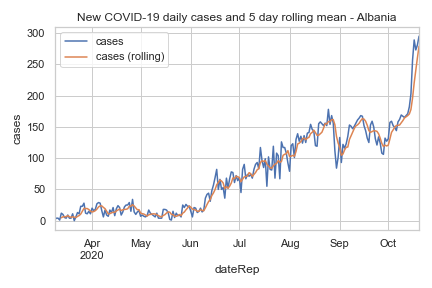 New COVID-19 daily cases and 5 day rolling mean - Albania
cases
cases (rolling)
300
250
200
150
100
50
0
cases
Apr
2020
May
Jun
Jul
Aug
Sep
Oct
dateRep